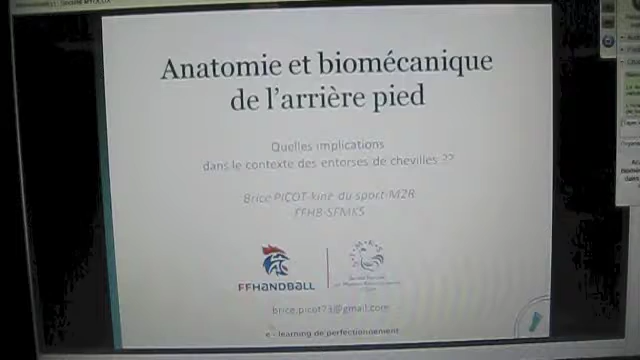 Anatomie et biomécanique
de l'arrière pied
Quelles implications
dans le contexte des entorses de chevilles ??
Brice PICOT-kiné du sport-M2R
FFHB-SFMKS
FFHANDBALL
brice.picot73@gmail.com
e - learning de perfectionnement